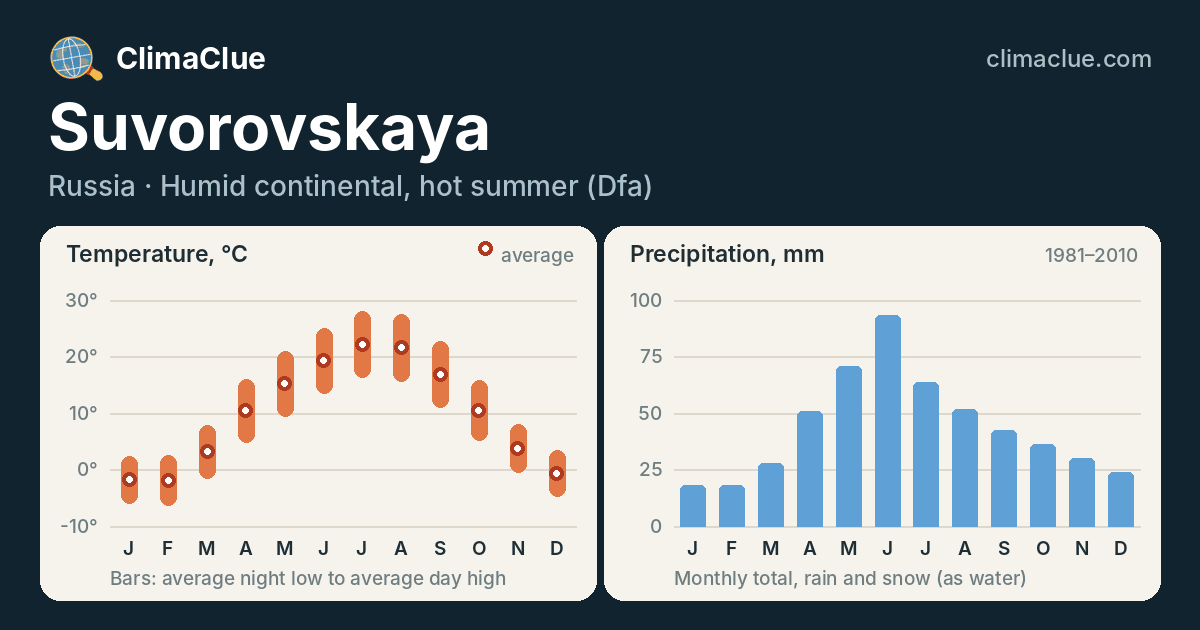 ClimaClue
climaclue.com
Suvorovskaya
Russia · Humid continental, hot summer (Dfa)
Temperature, °C
average
30°
20°
10°
0°
-10°
J F M A M J J A S O N D
Bars: average night low to average day high
Precipitation, mm
1981–2010
100
75
50
25
0
J F M A M J J A S O N D
Monthly total, rain and snow (as water)